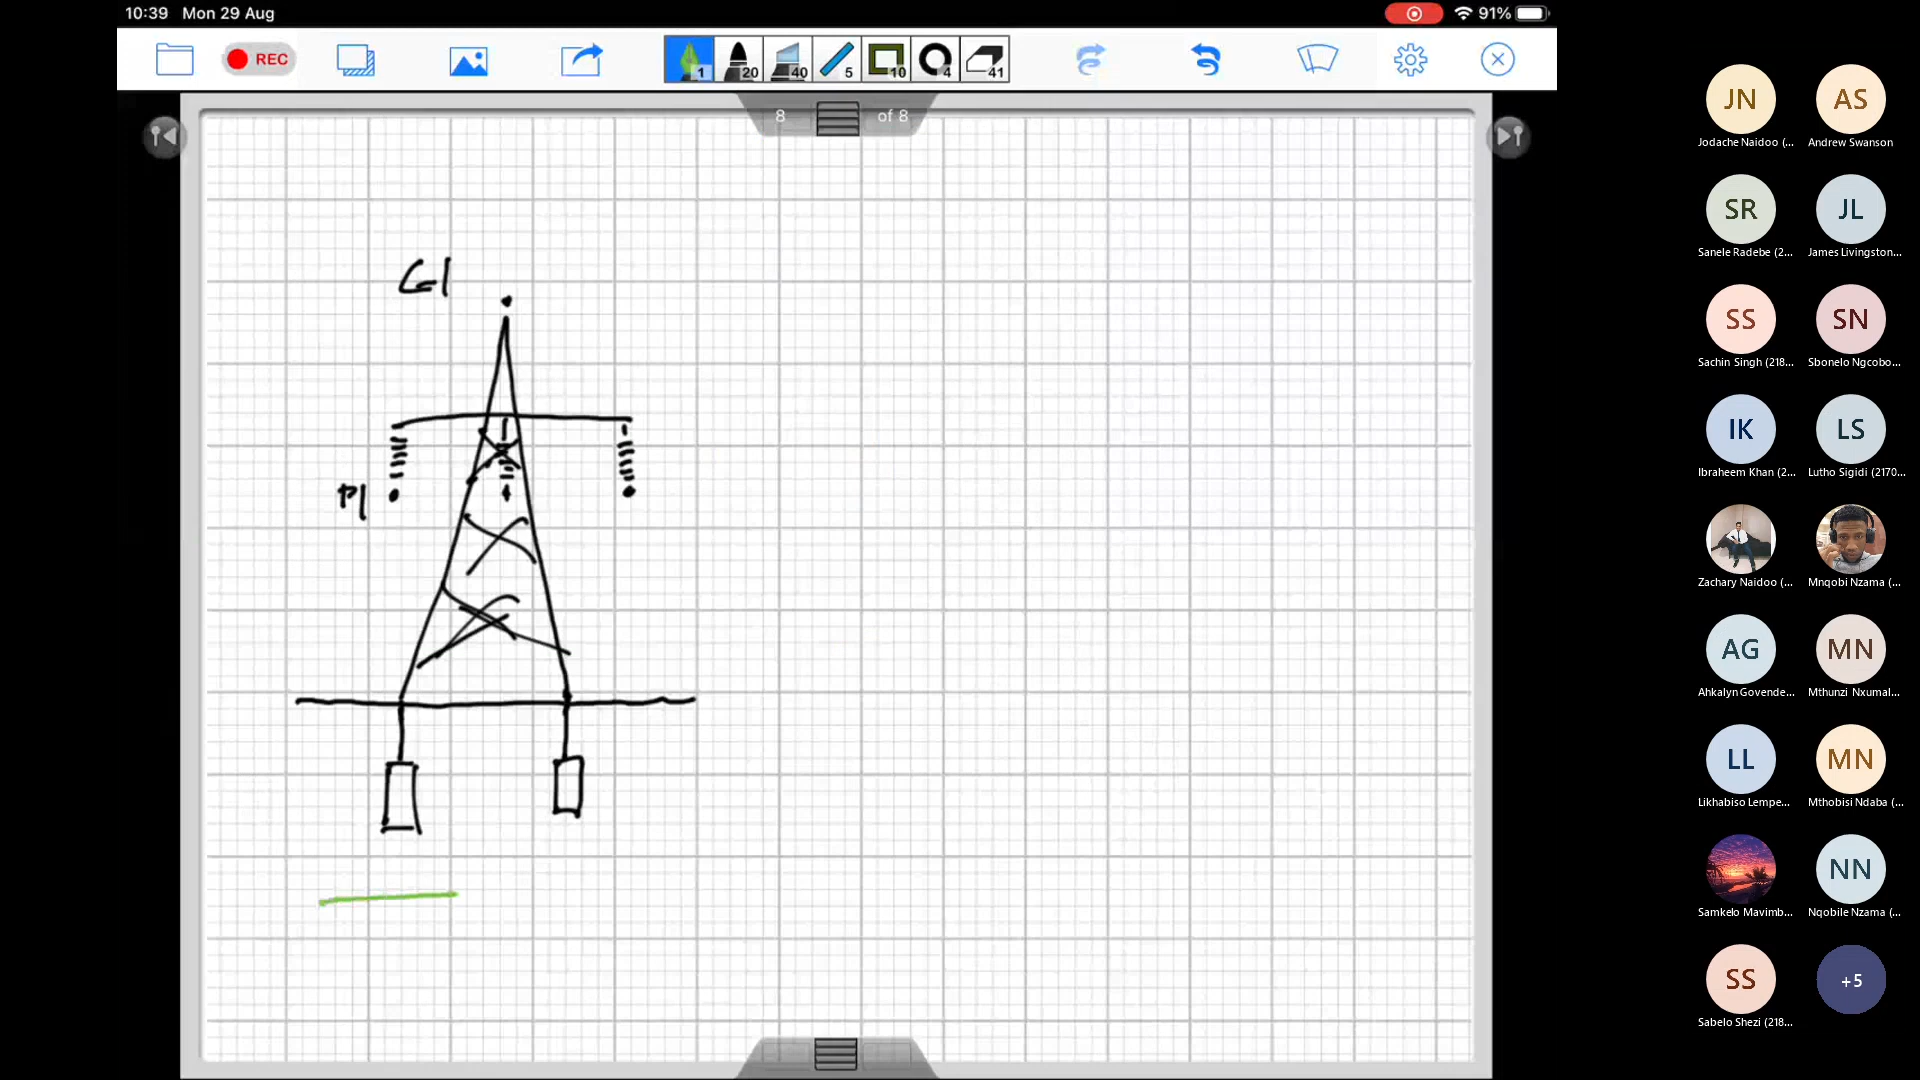 10:39 Mon 29 Aug
91%
REC
1
20
40
5
10
4
41
8 of 8
G1
P1
JN
Jodache Naidoo (...
AS
Andrew Swanson
SR
Sanele Radebe (2...
JL
James Livingston...
SS
Sachin Singh (218...
SN
Sbonelo Ngcobo...
IK
Ibraheem Khan (2...
LS
Lutho Sigidi (2170...
Zachary Naidoo (...
Mnqobi Nzama (...
AG
Ahkalyn Govende...
MN
Mthunzi Nxumal...
LL
Likhabiso Lempe...
MN
Mthobisi Ndaba (...
Samkelo Mavimb...
NN
Nqobile Nzama (...
SS
Sabelo Shezi (218...
+5